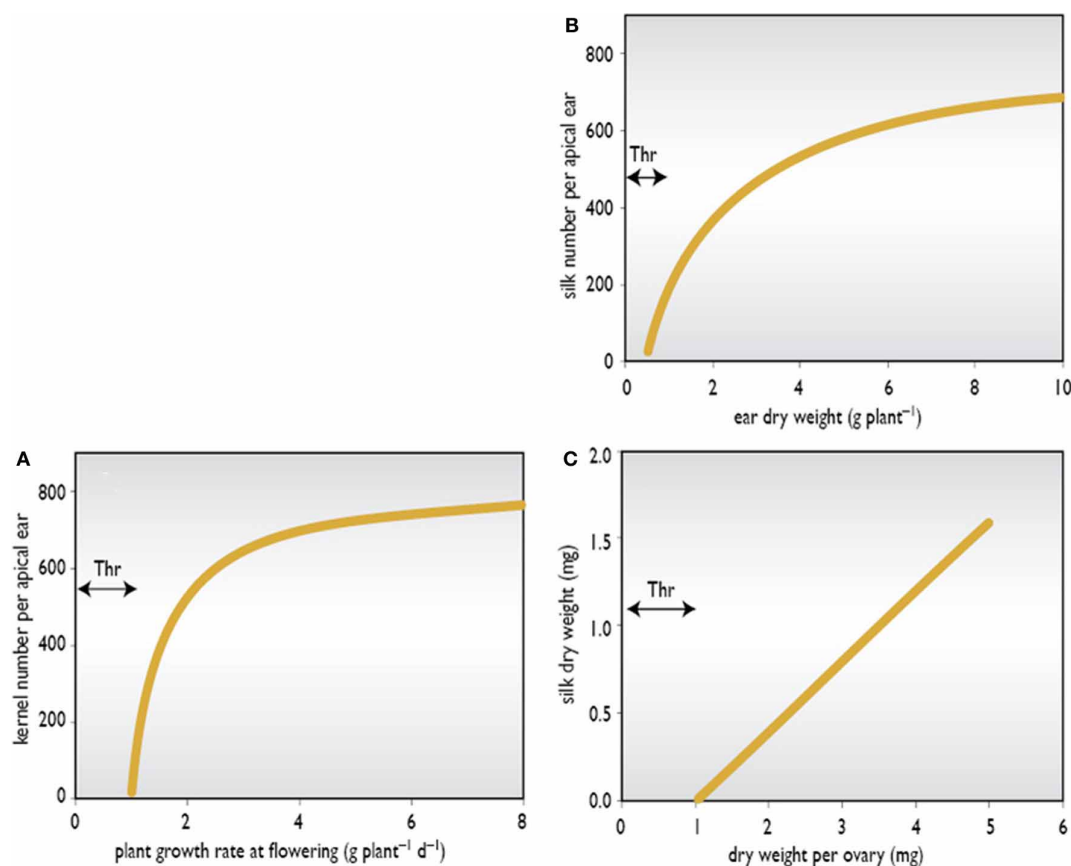 B
800
600
400
200
0
silk number per apical ear
Thr
0 2 4 6 8 10
ear dry weight (g plant⁻¹)
A
800
600
400
200
0
kernel number per apical ear
Thr
0 2 4 6 8
plant growth rate at flowering (g plant⁻¹ d⁻¹)
C
2.0
1.5
1.0
0.5
0.0
silk dry weight (mg)
Thr
0 1 2 3 4 5 6
dry weight per ovary (mg)